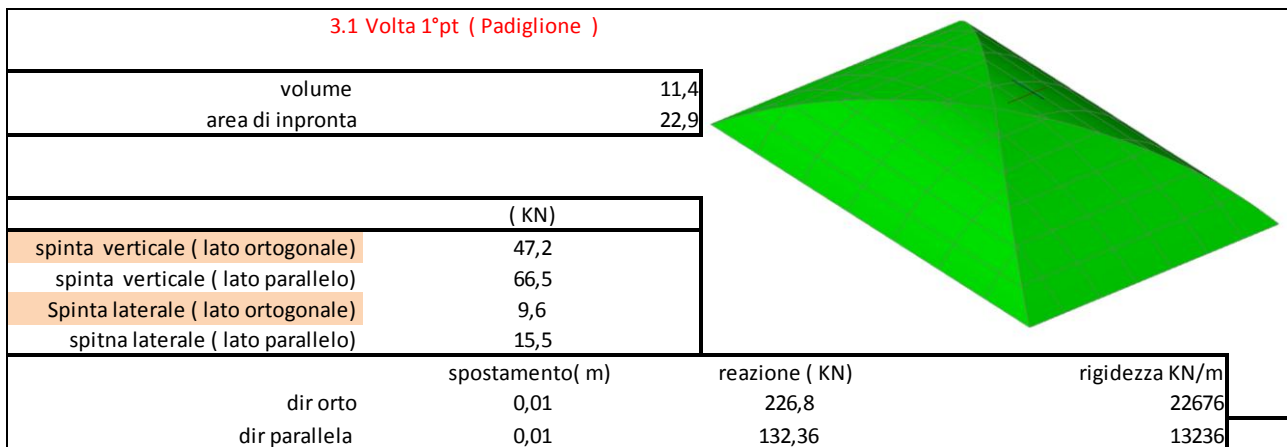 3.1 Volta 1°pt ( Padiglione )
volume 11,4
area di inpronta 22,9
( KN)
spinta verticale ( lato ortogonale) 47,2
spinta verticale ( lato parallelo) 66,5
Spinta laterale ( lato ortogonale) 9,6
spitna laterale ( lato parallelo) 15,5
spostamento( m) reazione ( KN) rigidezza KN/m
dir orto 0,01 226,8 22676
dir parallela 0,01 132,36 13236